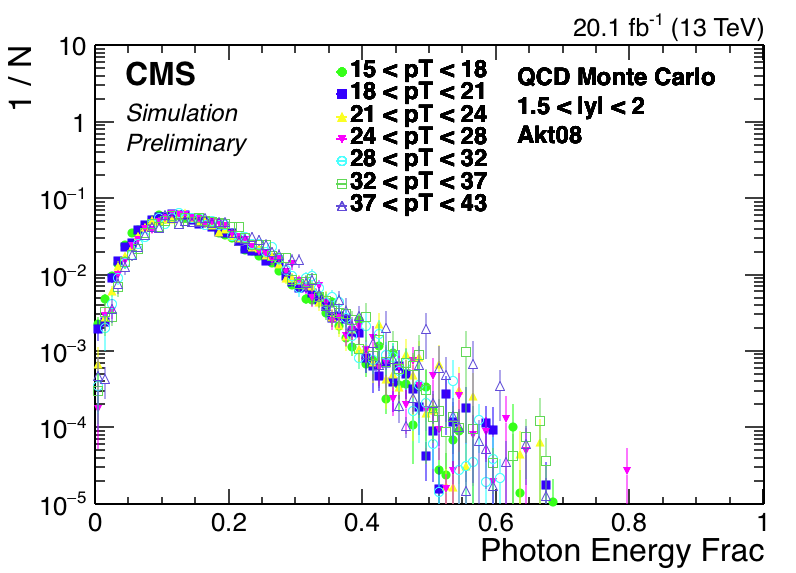 20.1 fb⁻¹ (13 TeV)
1 / N
10
1
10⁻¹
10⁻²
10⁻³
10⁻⁴
10⁻⁵
CMS
Simulation
Preliminary
15 < pT < 18
18 < pT < 21
21 < pT < 24
24 < pT < 28
28 < pT < 32
32 < pT < 37
37 < pT < 43
QCD Monte Carlo
1.5 < |y| < 2
Akt08
0 0.2 0.4 0.6 0.8 1
Photon Energy Frac